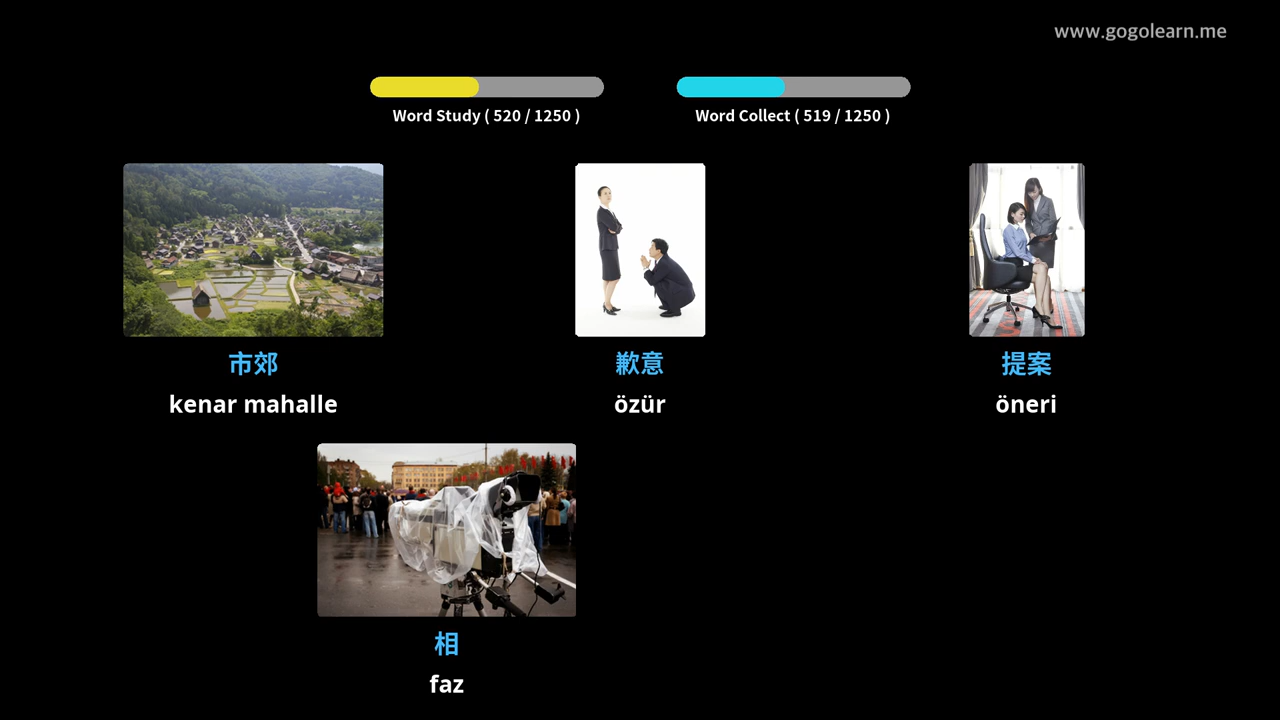 www.gogolearn.me
Word Study ( 520 / 1250 )
Word Collect ( 519 / 1250 )
市郊
kenar mahalle
歉意
özür
提案
öneri
相
faz